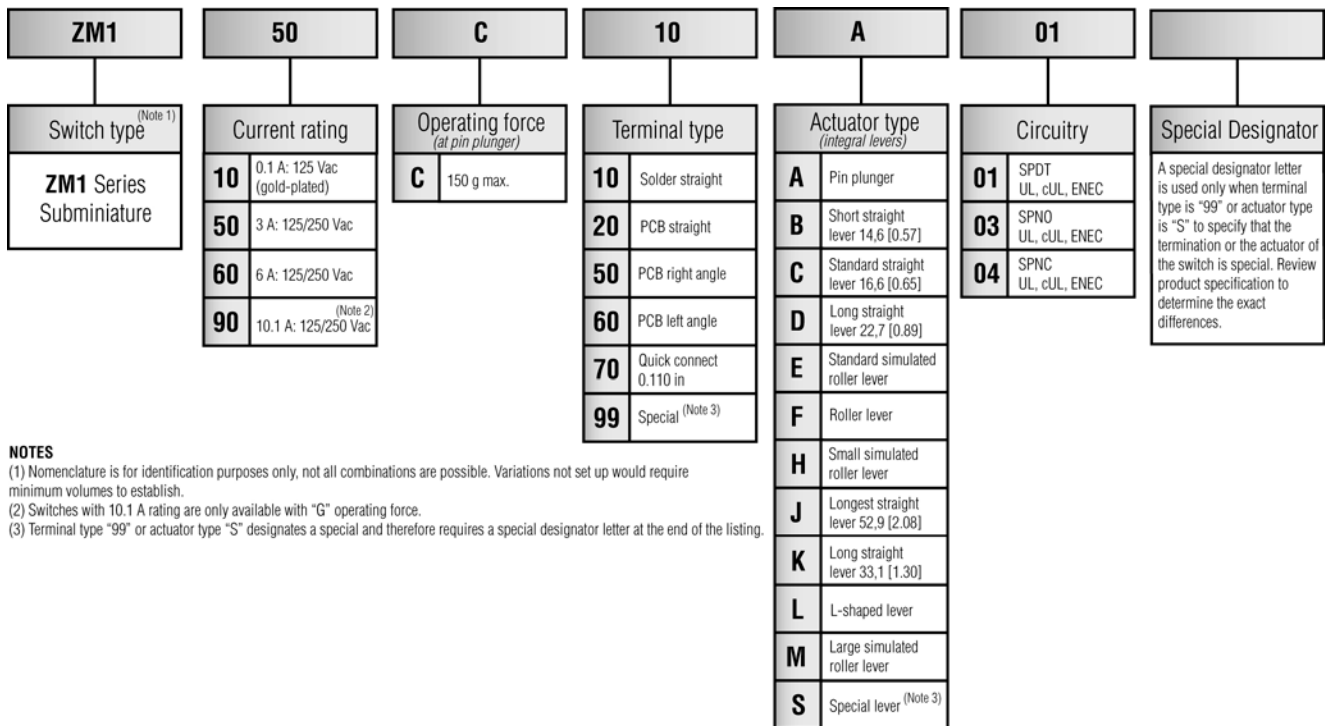 ZM1
50
C
10
A
01
Switch type (Note 1)
ZM1 Series
Subminiature
Current rating
10
0.1 A: 125 Vac
(gold-plated)
50
3 A: 125/250 Vac
60
6 A: 125/250 Vac
90
(Note 2)
10.1 A: 125/250 Vac
Operating force
(at pin plunger)
C
150 g max.
Terminal type
10
Solder straight
20
PCB straight
50
PCB right angle
60
PCB left angle
70
Quick connect
0.110 in
99
Special (Note 3)
Actuator type
(integral levers)
A
Pin plunger
B
Short straight
lever 14,6 [0.57]
C
Standard straight
lever 16,6 [0.65]
D
Long straight
lever 22,7 [0.89]
E
Standard simulated
roller lever
F
Roller lever
H
Small simulated
roller lever
J
Longest straight
lever 52,9 [2.08]
K
Long straight
lever 33,1 [1.30]
L
L-shaped lever
M
Large simulated
roller lever
S
Special lever (Note 3)
Circuitry
01
SPDT
UL, cUL, ENEC
03
SPNO
UL, cUL, ENEC
04
SPNC
UL, cUL, ENEC
Special Designator
A special designator letter
is used only when terminal
type is “99” or actuator type
is “S” to specify that the
termination or the actuator of
the switch is special. Review
product specification to
determine the exact
differences.
NOTES
(1) Nomenclature is for identification purposes only, not all combinations are possible. Variations not set up would require
minimum volumes to establish.
(2) Switches with 10.1 A rating are only available with “G” operating force.
(3) Terminal type “99” or actuator type “S” designates a special and therefore requires a special designator letter at the end of the listing.